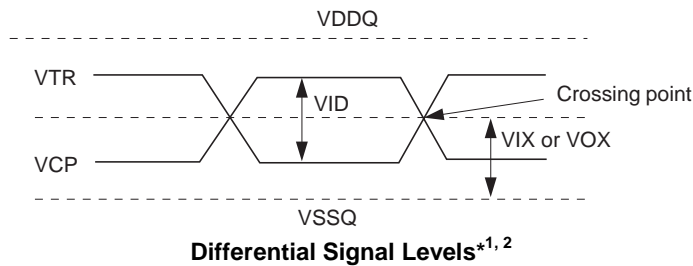 VDDQ
VTR
VID
Crossing point
VIX or VOX
VCP
VSSQ
Differential Signal Levels*1, 2